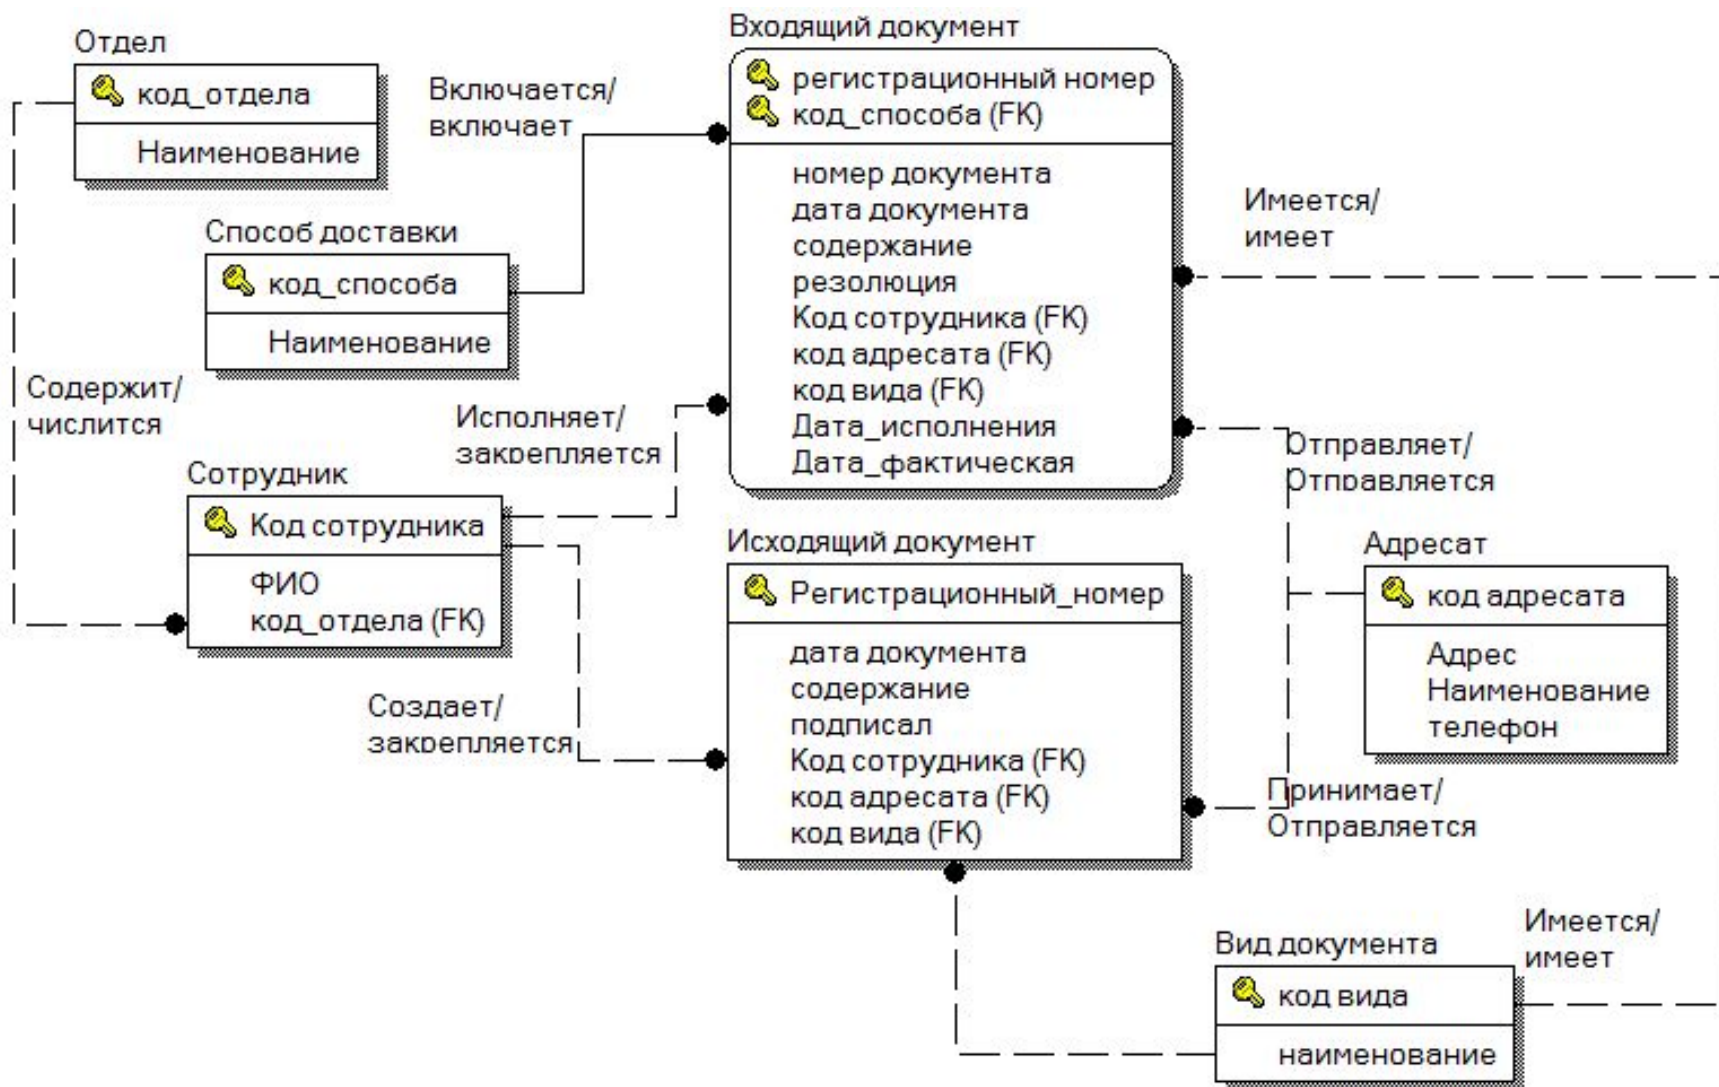 Отдел
код_отдела
Наименование
Включается/
включает
Способ доставки
код_способа
Наименование
Содержит/
числится
Исполняет/
закрепляется
Сотрудник
Код сотрудника
ФИО
код_отдела (FK)
Создает/
закрепляется
Входящий документ
регистрационный номер
код_способа (FK)
номер документа
дата документа
содержание
резолюция
Код сотрудника (FK)
код адресата (FK)
код вида (FK)
Дата_исполнения
Дата_фактическая
Исходящий документ
Регистрационный_номер
дата документа
содержание
подписал
Код сотрудника (FK)
код адресата (FK)
код вида (FK)
Имеется/
имеет
Отправляет/
Отправляется
Адресат
код адресата
Адрес
Наименование
телефон
Принимает/
Отправляется
Вид документа
код вида
наименование
Имеется/
имеет